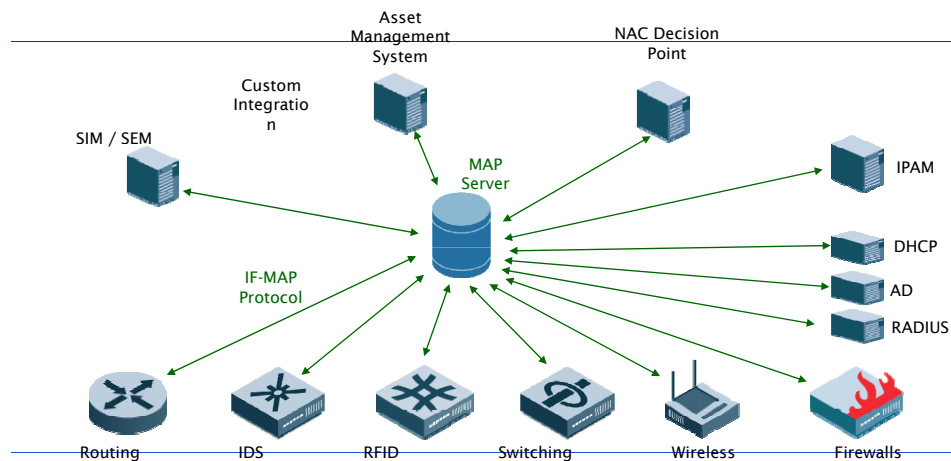 Asset
Management
System
NAC Decision
Point
Custom
Integratio
n
SIM / SEM
MAP
Server
IPAM
DHCP
IF-MAP
Protocol
AD
RADIUS
Routing
IDS
RFID
Switching
Wireless
Firewalls